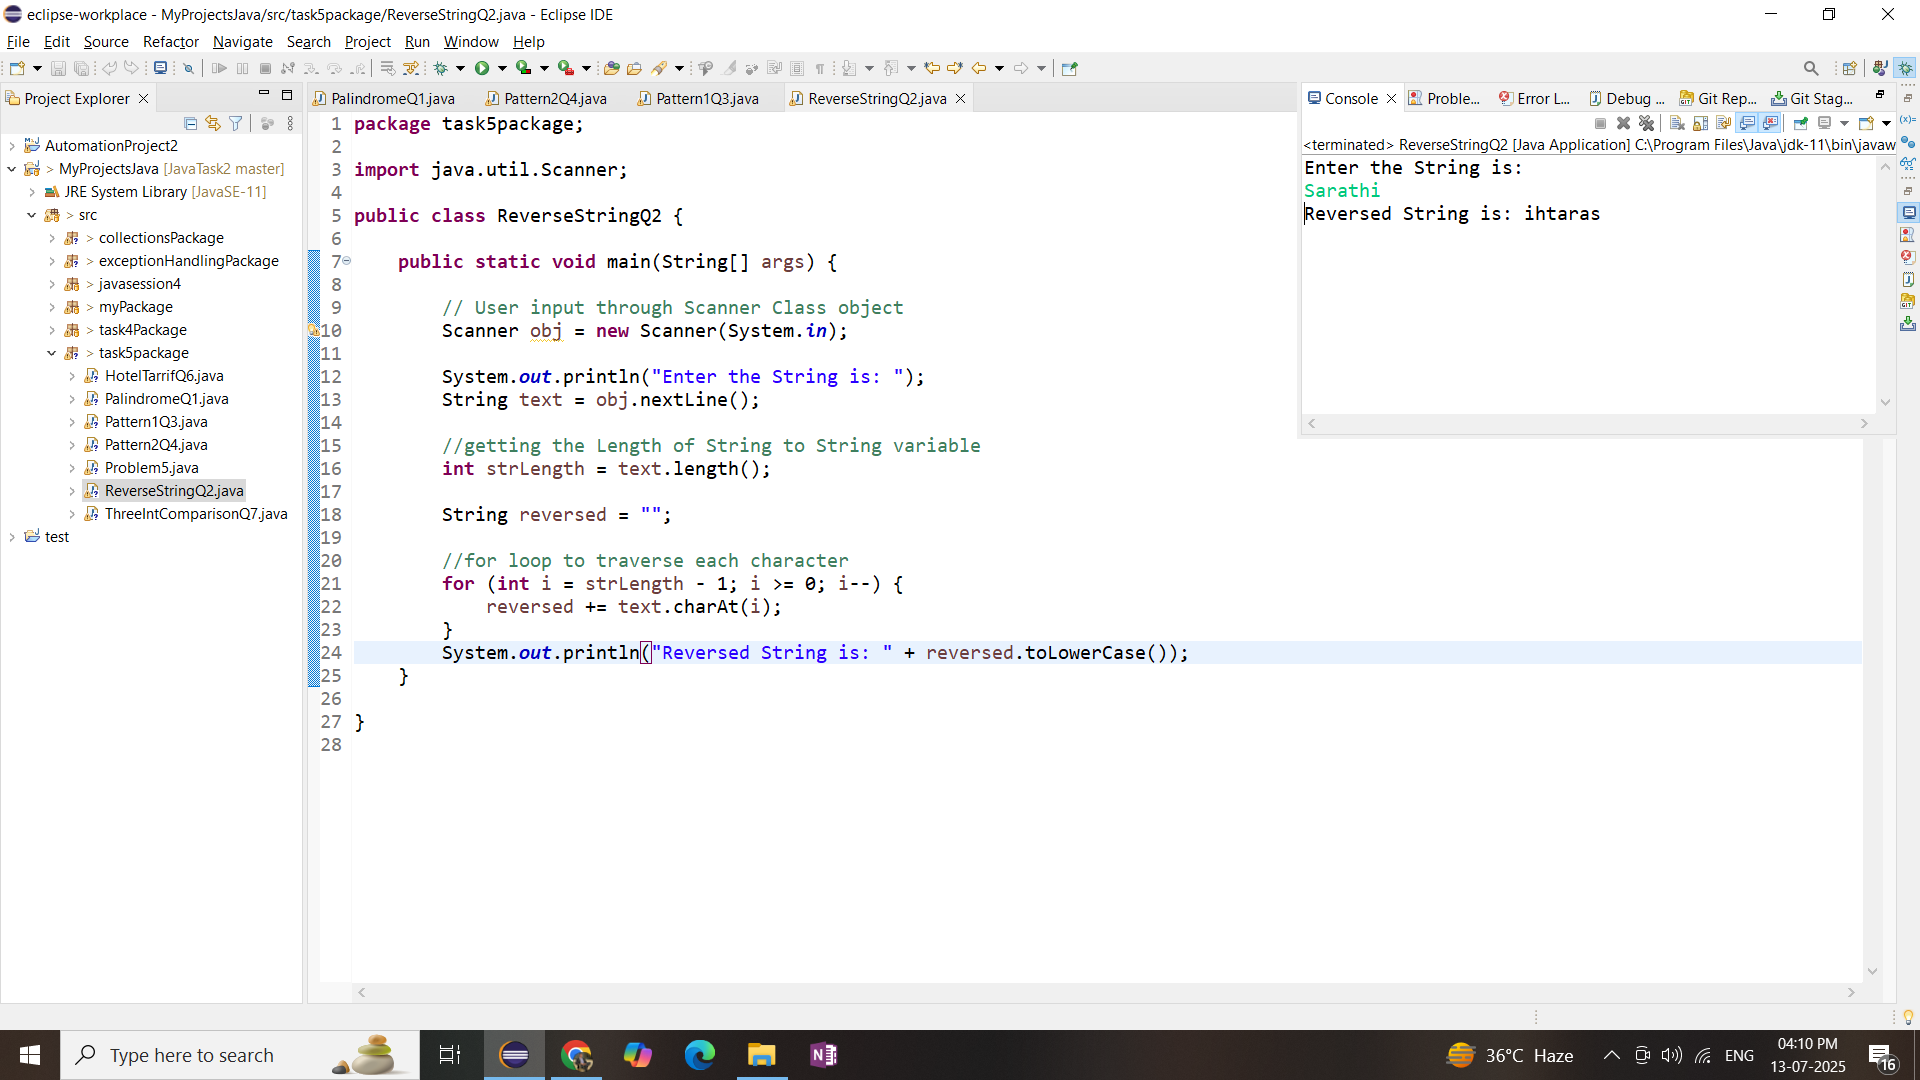 eclipse-workplace - MyProjectsJava/src/task5package/ReverseStringQ2.java - Eclipse IDE
File Edit Source Refactor Navigate Search Project Run Window Help
Project Explorer
AutomationProject2
> MyProjectsJava [JavaTask2 master]
JRE System Library [JavaSE-11]
> src
> collectionsPackage
> exceptionHandlingPackage
> javasession4
> myPackage
> task4Package
> task5package
HotelTarrifQ6.java
PalindromeQ1.java
Pattern1Q3.java
Pattern2Q4.java
Problem5.java
ReverseStringQ2.java
ThreeIntComparisonQ7.java
test
PalindromeQ1.java Pattern2Q4.java Pattern1Q3.java ReverseStringQ2.java
1 package task5package;
2
3 import java.util.Scanner;
4
5 public class ReverseStringQ2 {
6
7 public static void main(String[] args) {
8
9 // User input through Scanner Class object
10 Scanner obj = new Scanner(System.in);
11
12 System.out.println("Enter the String is: ");
13 String text = obj.nextLine();
14
15 //getting the Length of String to String variable
16 int strLength = text.length();
17
18 String reversed = "";
19
20 //for loop to traverse each character
21 for (int i = strLength - 1; i >= 0; i--) {
22 reversed += text.charAt(i);
23 }
24 System.out.println("Reversed String is: " + reversed.toLowerCase());
25 }
26
27 }
28
Console Proble... Error L... Debug ... Git Rep... Git Stag...
<terminated> ReverseStringQ2 [Java Application] C:\Program Files\Java\jdk-11\bin\javaw
Enter the String is:
Sarathi
Reversed String is: ihtaras
Type here to search
36°C Haze
ENG
04:10 PM
13-07-2025
16